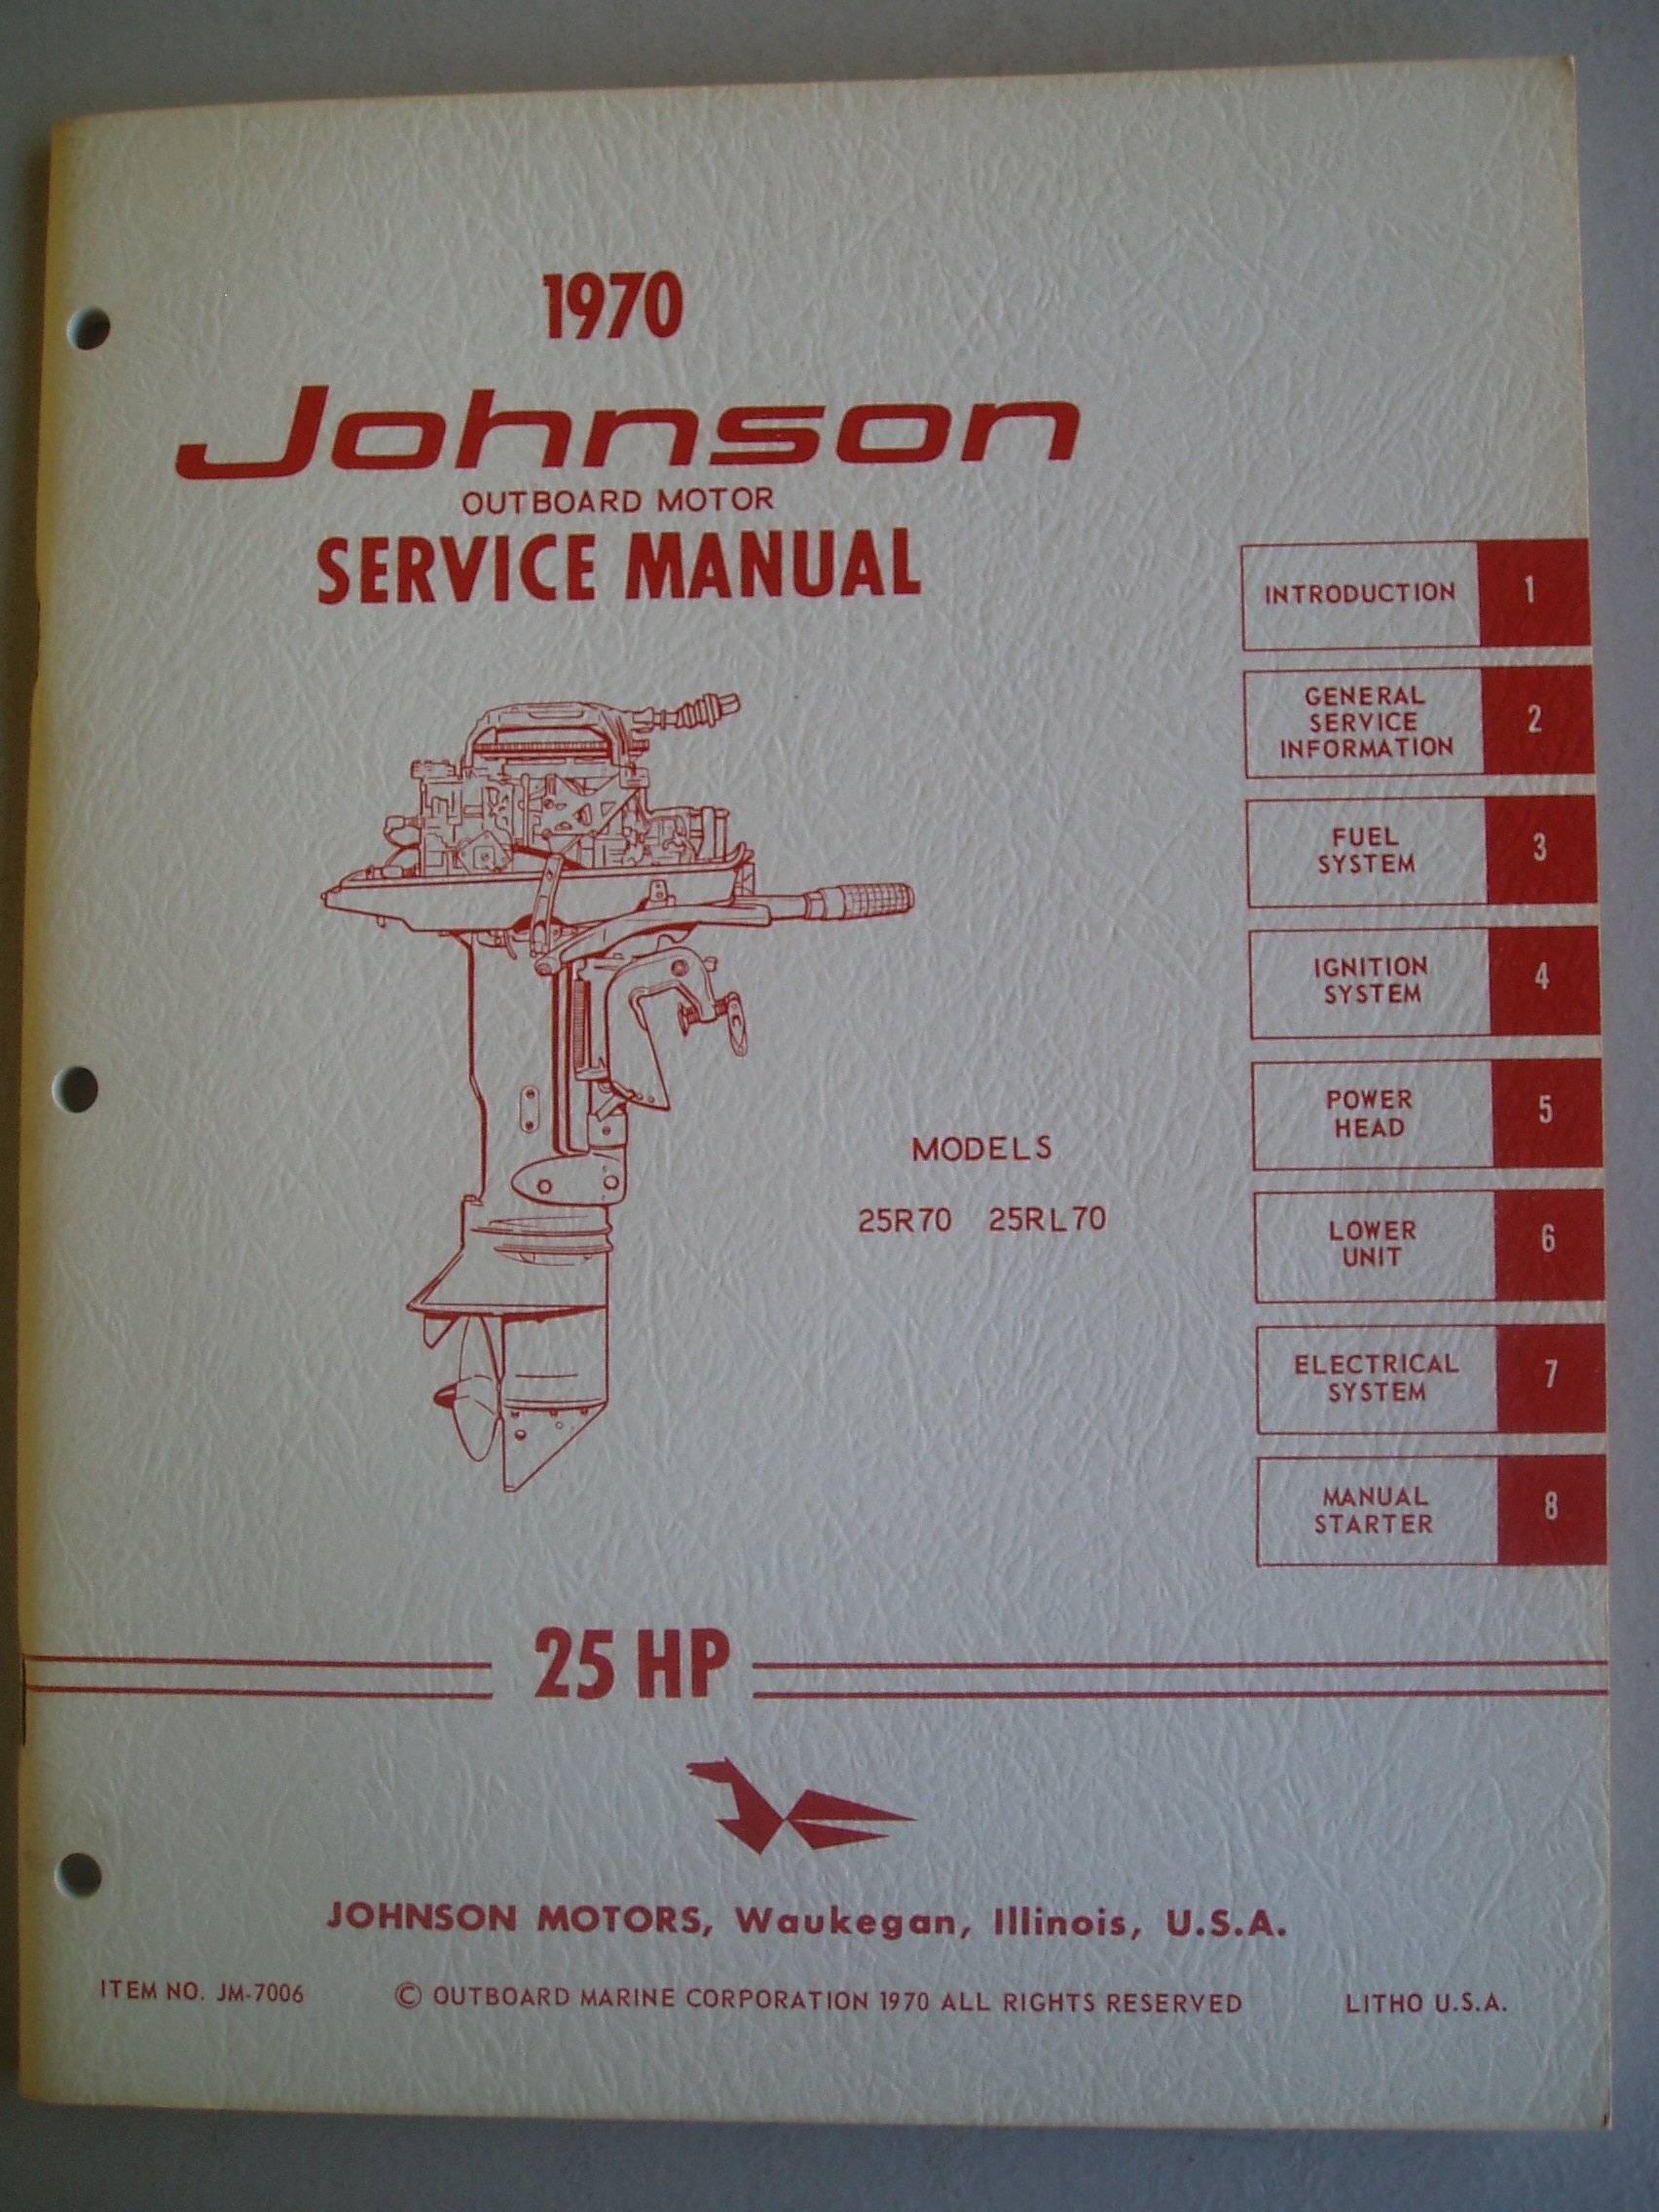 1970
Johnson
OUTBOARD MOTOR
SERVICE MANUAL
INTRODUCTION 1
GENERAL
SERVICE
INFORMATION
2
FUEL
SYSTEM
3
IGNITION
SYSTEM
4
POWER
HEAD
5
LOWER
UNIT
6
ELECTRICAL
SYSTEM
7
MANUAL
STARTER
8
MODELS
25R70 25RL70
25 HP
JOHNSON MOTORS, Waukegan, Illinois, U.S.A.
ITEM NO. JM-7006 © OUTBOARD MARINE CORPORATION 1970 ALL RIGHTS RESERVED LITHO U.S.A.